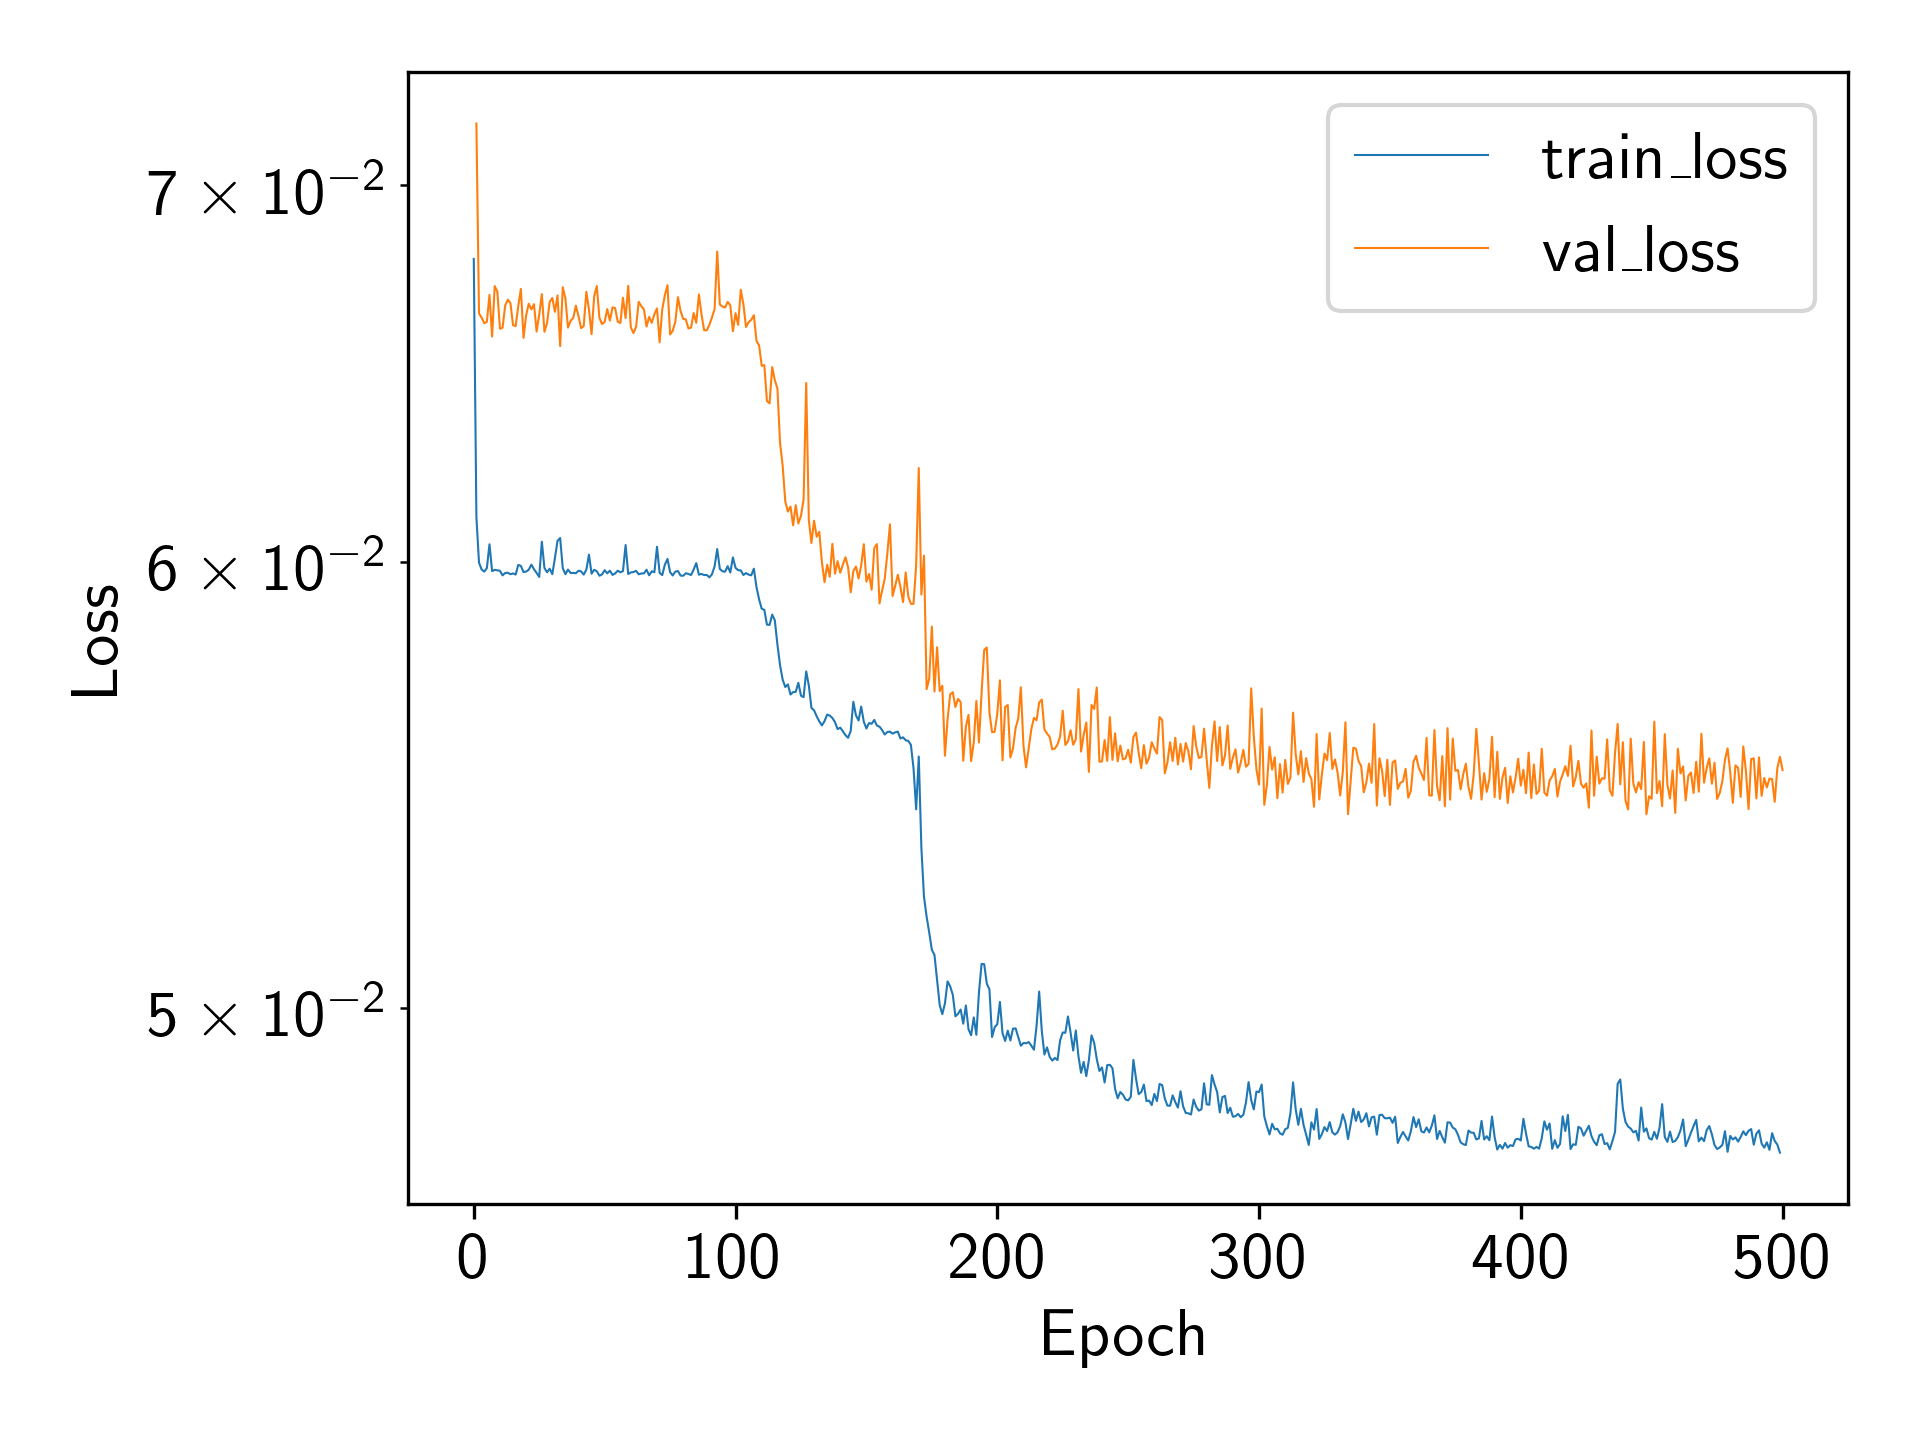 train_loss
val_loss
7 × 10⁻²
6 × 10⁻²
5 × 10⁻²
Loss
0 100 200 300 400 500
Epoch